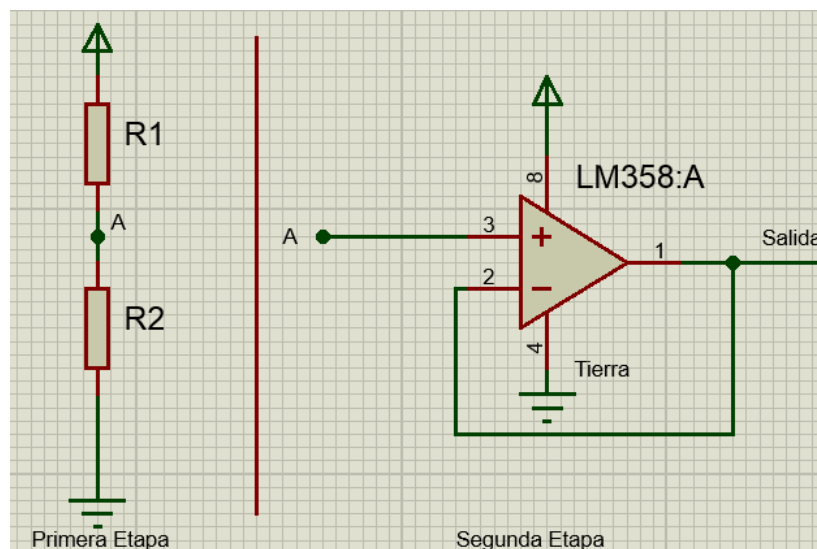 R1
A
R2
Primera Etapa
8
LM358:A
A
3
+
1
Salida
2
−
4
Tierra
Segunda Etapa